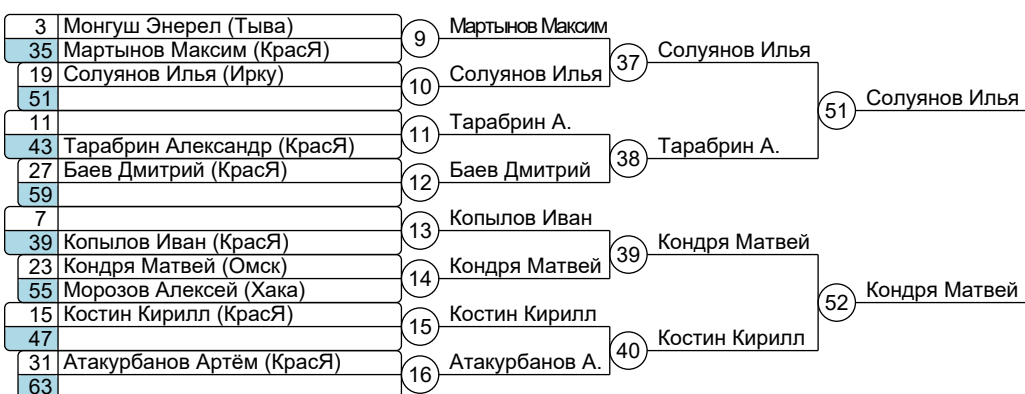 3 Монгуш Энерел (Тыва)
35 Мартынов Максим (КрасЯ)
19 Солуянов Илья (Ирку)
51
11
43 Тарабрин Александр (КрасЯ)
27 Баев Дмитрий (КрасЯ)
59
7
39 Копылов Иван (КрасЯ)
23 Кондря Матвей (Омск)
55 Морозов Алексей (Хака)
15 Костин Кирилл (КрасЯ)
47
31 Атакурбанов Артём (КрасЯ)
63
9 Мартынов Максим
10 Солуянов Илья
11 Тарабрин А.
12 Баев Дмитрий
13 Копылов Иван
14 Кондря Матвей
15 Костин Кирилл
16 Атакурбанов А.
37 Солуянов Илья
38 Тарабрин А.
39 Кондря Матвей
40 Костин Кирилл
51 Солуянов Илья
52 Кондря Матвей